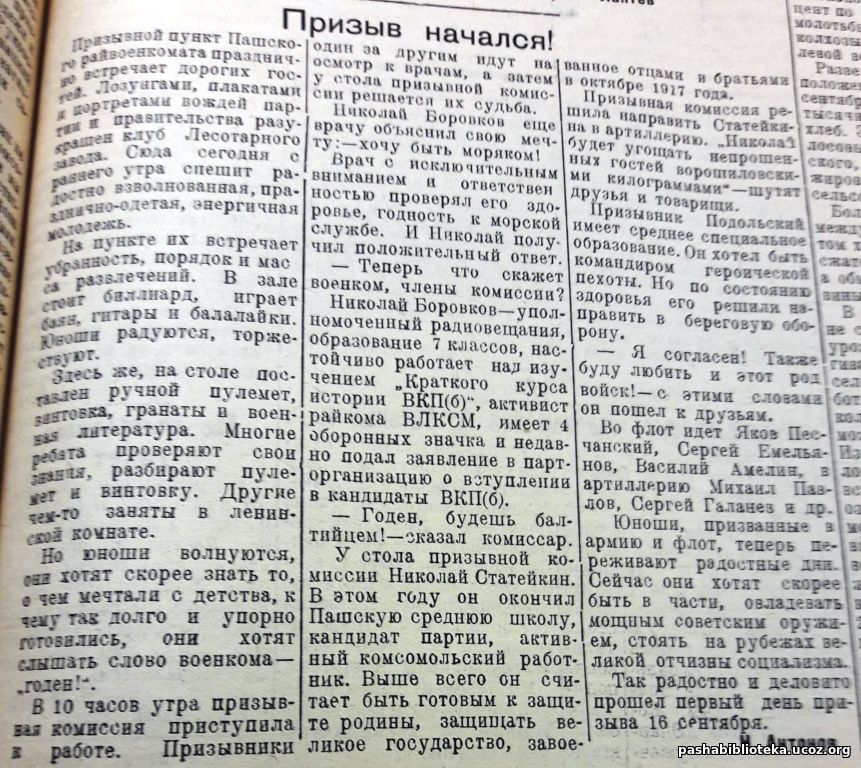 Призыв начался!
Призывной пункт Пашско-
го райвоенкомата празднич-
но встречает дорогих гос-
тей. Лозунгами, плакатами
и портретами вождей пар-
тии и правительства разу-
крашен клуб Лесотарного
завода. Сюда сегодня с
раннего утра спешит ра-
достно взволнованная, пра-
зднично-одетая, энергичная
молодежь.
На пункте их встречает
убранность, порядок и мас
са развлечений. В зале
стоит биллиард, играет
баян, гитары и балалайки.
Юноши радуются, торже-
ствуют.
Здесь же, на столе пос-
тавлен ручной пулемет,
винтовка, гранаты и воен-
ная литература. Многие
ребята проверяют свои
знания, разбирают пуле-
мет и винтовку. Другие
чем-то заняты в ленин-
ской комнате.
Но юноши волнуются,
они хотят скорее знать то,
о чем мечтали с детства, к
чему так долго и упорно
готовились, они хотят
слышать слово военкома—
„годен!“.
В 10 часов утра призыв-
ная комиссия приступила
к работе. Призывники
один за другим идут на
осмотр к врачам, а затем
у стола призывной комис-
сии решается их судьба.
Николай Боровков еще
врачу объяснил свою меч-
ту:—хочу быть моряком!
Врач с исключительным
вниманием и ответствен
ностью проверял его здо-
ровье, годность к морской
службе. И Николай полу-
чил положительный ответ.
— Теперь что скажет
военком, члены комиссии?
Николай Боровков—упол-
номоченный радиовещания,
образование 7 классов, нас-
тойчиво работает над изу-
чением „Краткого курса
истории ВКП(б)“, активист
райкома ВЛКСМ, имеет 4
оборонных значка и недав-
но подал заявление в парт-
организацию о вступлении
в кандидаты ВКП(б).
— Годен, будешь бал-
тийцем!—сказал комиссар.
У стола призывной ко-
миссии Николай Статейкин.
В этом году он окончил
Пашскую среднюю школу,
кандидат партии, актив-
ный комсомольский работ-
ник. Выше всего он счи-
тает быть готовым к защи-
те родины, защищать ве-
ликое государство, завое-
ванное отцами и братьями
в октябре 1917 года.
Призывная комиссия ре-
шила направить Статейки-
на в артиллерию. „Николай
будет угощать непрошен-
ных гостей ворошиловски-
ми килограммами“—шутят
друзья и товарищи.
Призывник Подольский
имеет среднее специальное
образование. Он хотел быть
командиром героической
пехоты. Но по состоянию
здоровья его решили на-
править в береговую обо-
рону.
— Я согласен! Также
буду любить и этот род
войск!—с этими словами
он пошел к друзьям.
Во флот идет Яков Пес-
чанский, Сергей Емелья-
нов, Василий Амелин, в
артиллерию Михаил Пав-
лов, Сергей Галанев и др.
Юноши, призванные в
армию и флот, теперь пе-
реживают радостные дни.
Сейчас они хотят скорее
быть в части, овладевать
мощным советским оружи-
ем, стоять на рубежах ве-
ликой отчизны социализма.
Так радостно и деловито
прошел первый день при-
зыва 16 сентября.
Н. Антонов.
pashabiblioteka.ucoz.org